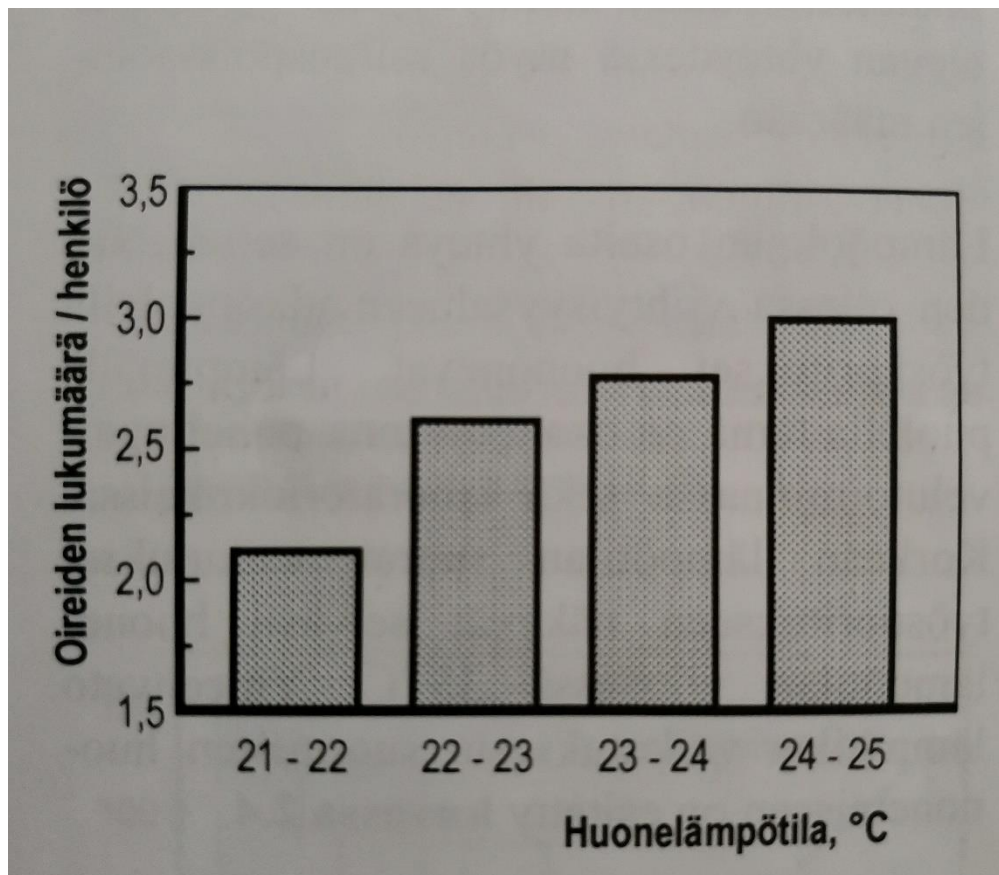 Oireiden lukumäärä / henkilö
3,5
3,0
2,5
2,0
1,5
21 - 22
22 - 23
23 - 24
24 - 25
Huonelämpötila, °C